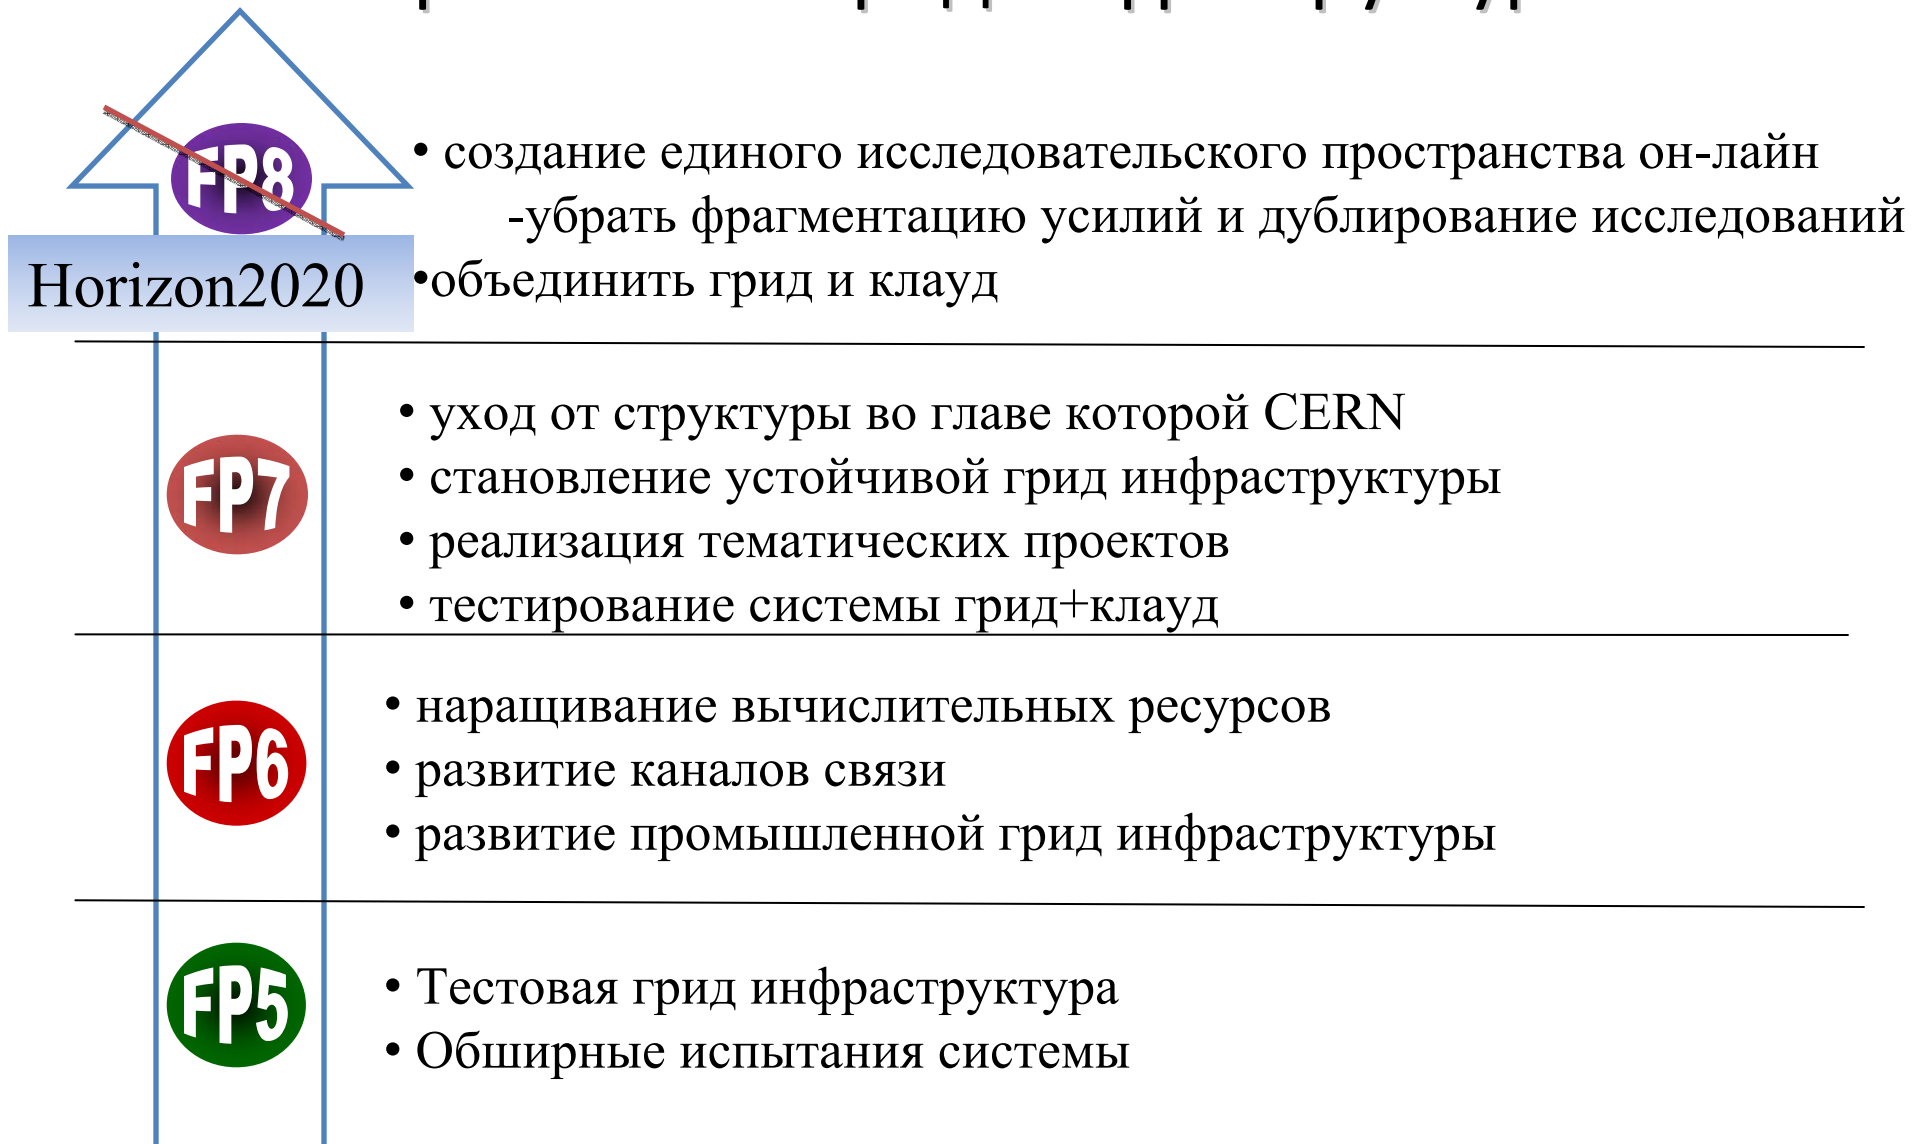 FP8
• создание единого исследовательского пространства он-лайн
-убрать фрагментацию усилий и дублирование исследований
Horizon2020
•объединить грид и клауд
FP7
• уход от структуры во главе которой CERN
• становление устойчивой грид инфраструктуры
• реализация тематических проектов
• тестирование системы грид+клауд
FP6
• наращивание вычислительных ресурсов
• развитие каналов связи
• развитие промышленной грид инфраструктуры
FP5
• Тестовая грид инфраструктура
• Обширные испытания системы